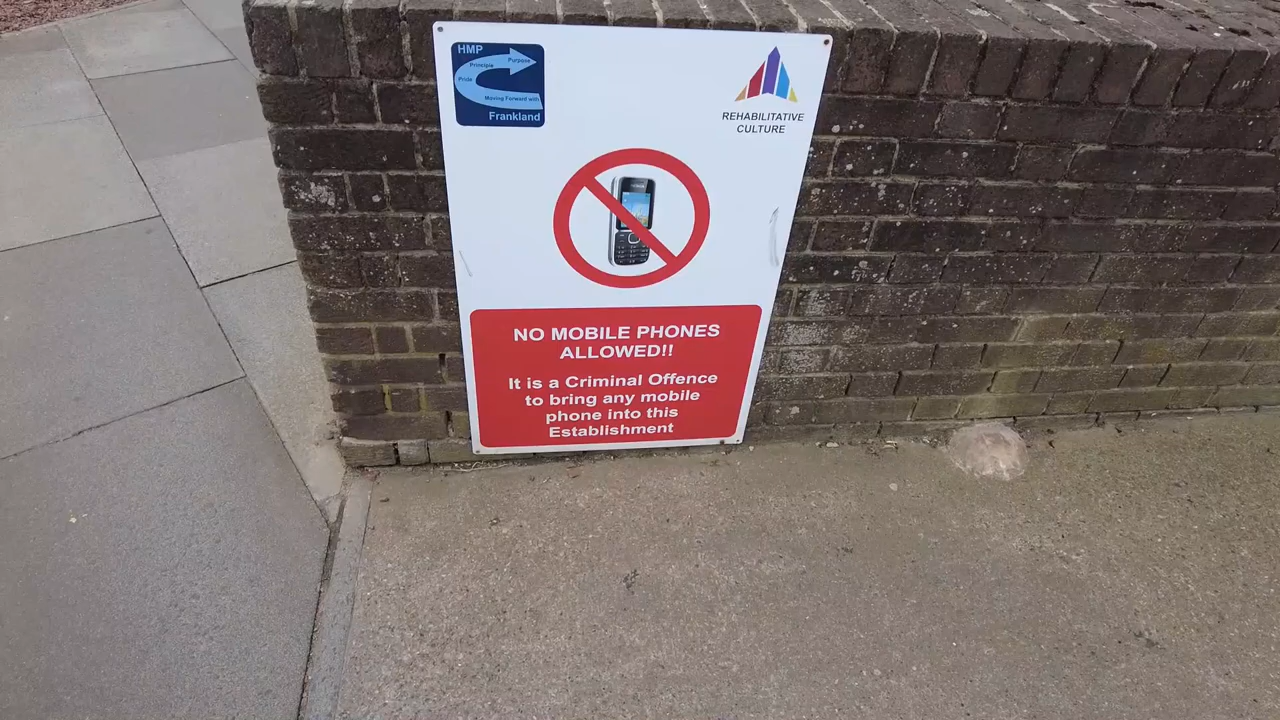 HMP
Purpose
Principle
Pride
Moving Forward with
Frankland
REHABILITATIVE
CULTURE
NOKIA
NO MOBILE PHONES
ALLOWED!!
It is a Criminal Offence
to bring any mobile
phone into this
Establishment